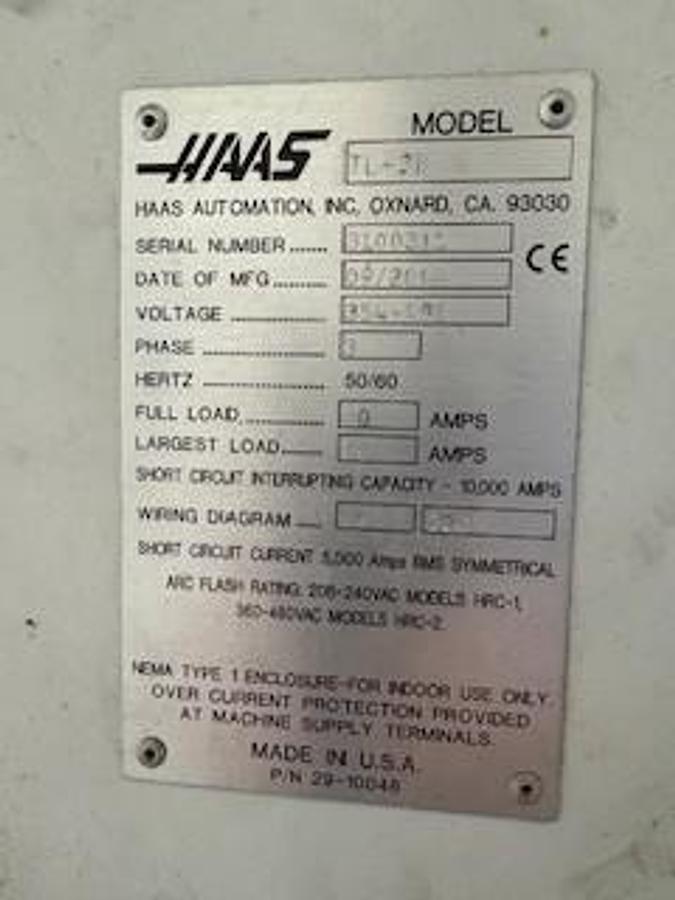 HAAS
MODEL
HAAS AUTOMATION, INC, OXNARD, CA. 93030
SERIAL NUMBER .......
CE
DATE OF MFG..........
VOLTAGE .................
PHASE ......................
3
HERTZ ...................... 50/60
FULL LOAD............... AMPS
LARGEST LOAD....... AMPS
SHORT CIRCUIT INTERRUPTING CAPACITY - 10,000 AMPS
WIRING DIAGRAM ....
SHORT CIRCUIT CURRENT 5,000 Amps RMS SYMMETRICAL
ARC FLASH RATING: 208-240VAC MODELS HRC-1,
360-480VAC MODELS HRC-2.
NEMA TYPE 1 ENCLOSURE-FOR INDOOR USE ONLY.
OVER CURRENT PROTECTION PROVIDED
AT MACHINE SUPPLY TERMINALS.
MADE IN U.S.A.
P/N 29-10048